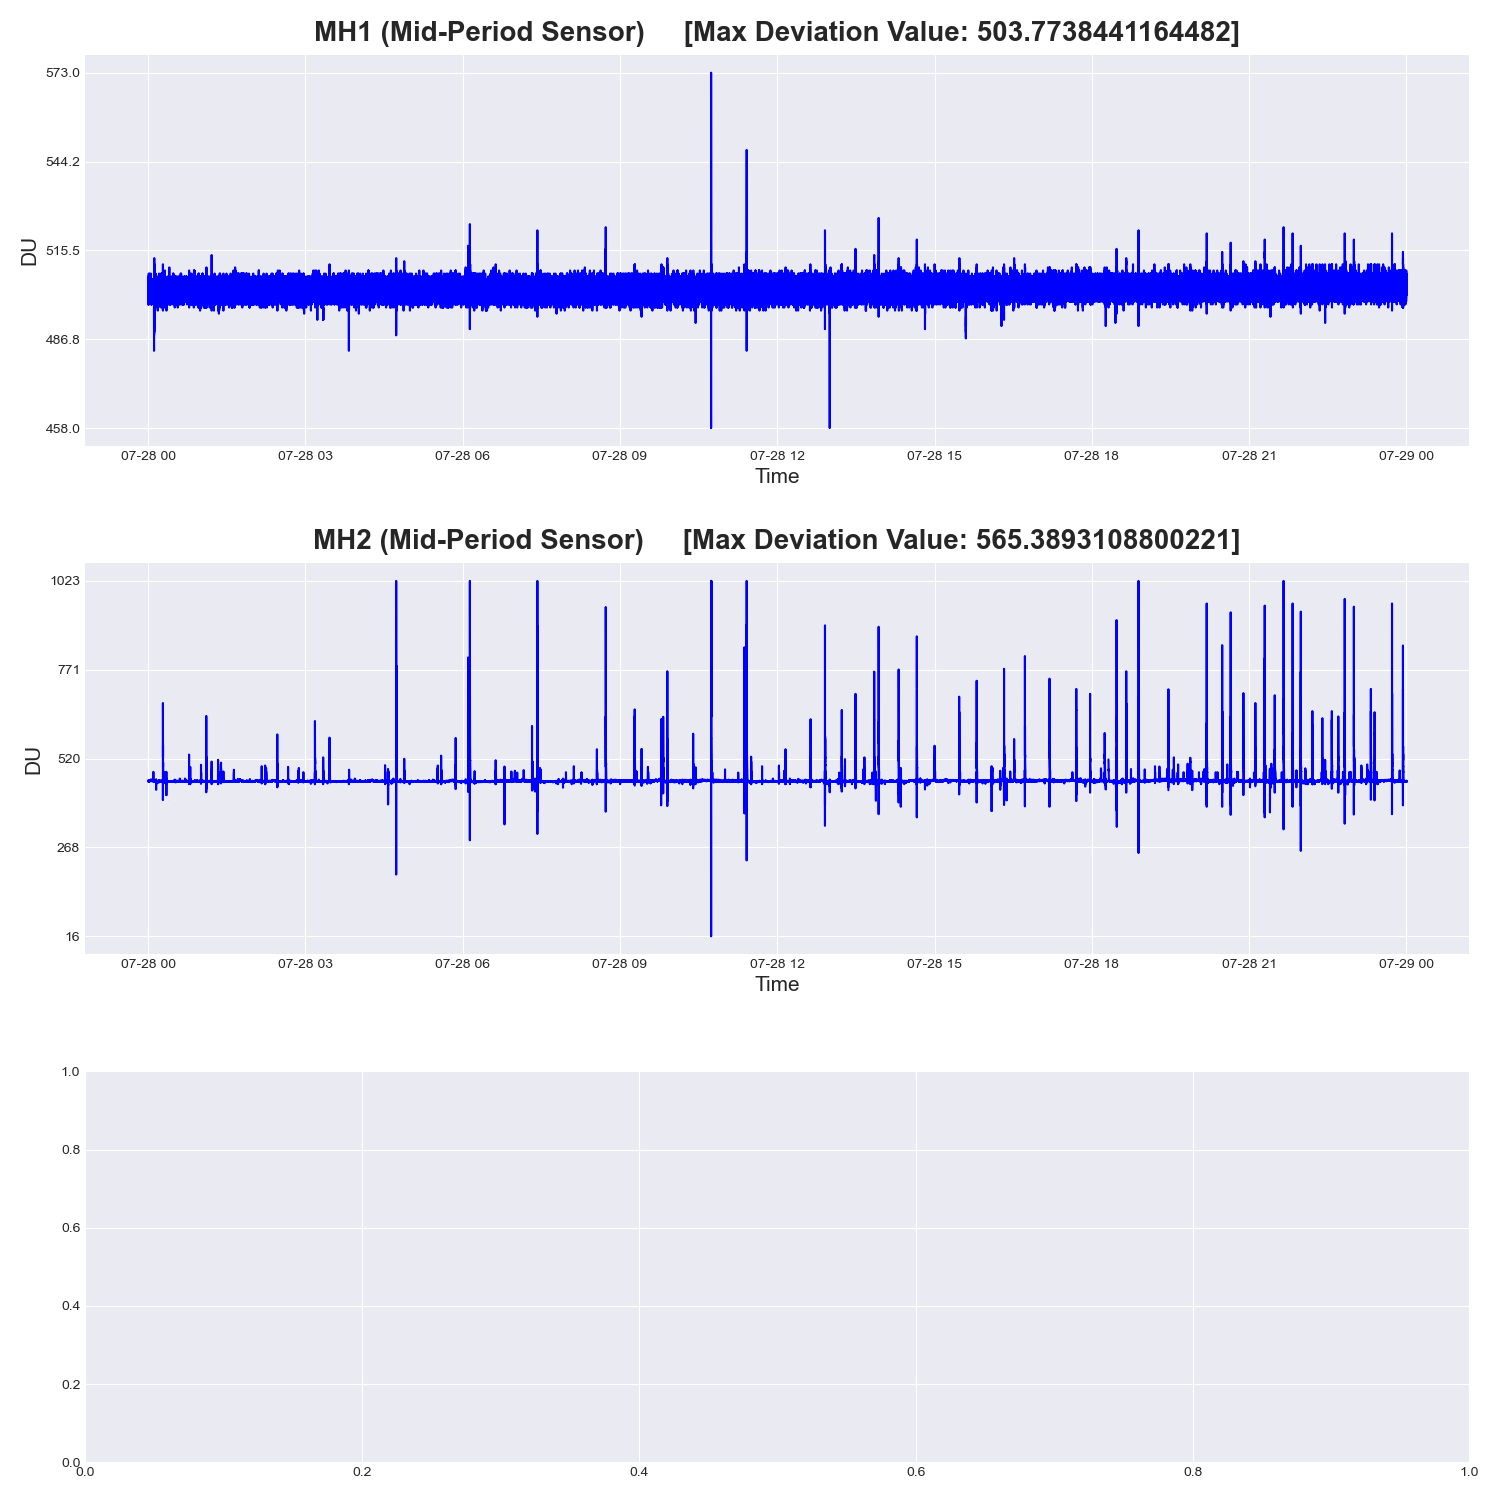 MH1 (Mid-Period Sensor) [Max Deviation Value: 503.7738441164482]
573.0
544.2
515.5
486.8
458.0
DU
07-28 00 07-28 03 07-28 06 07-28 09 07-28 12 07-28 15 07-28 18 07-28 21 07-29 00
Time
MH2 (Mid-Period Sensor) [Max Deviation Value: 565.3893108800221]
1023
771
520
268
16
DU
07-28 00 07-28 03 07-28 06 07-28 09 07-28 12 07-28 15 07-28 18 07-28 21 07-29 00
Time
1.0
0.8
0.6
0.4
0.2
0.0
0.0 0.2 0.4 0.6 0.8 1.0